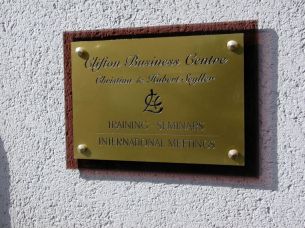 Clifton Business Centre
Christian & Hubert
TRAINING - SEMINARS
INTERNATIONAL MEETINGS